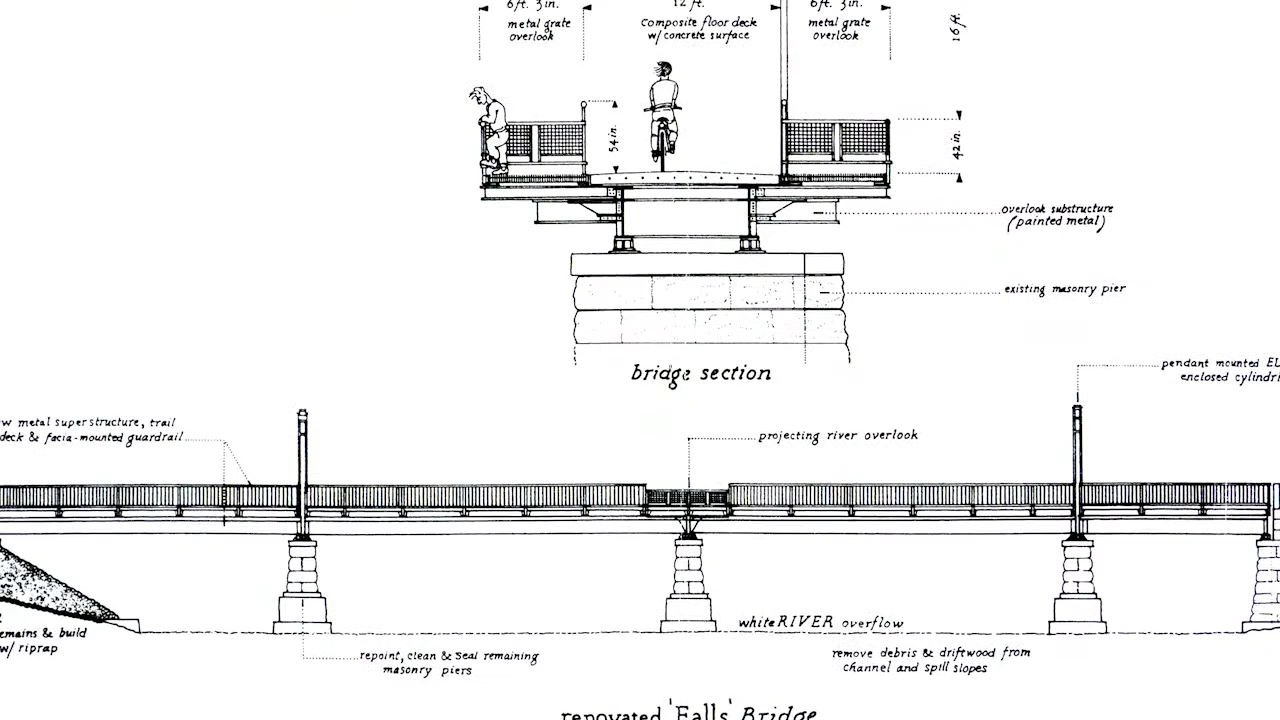 6ft. 3in.
12 ft.
6ft. 3in.
metal grate
overlook
composite floor deck
w/ concrete surface
metal grate
overlook
16 ft.
54 in.
42 in.
overlook substructure
(painted metal)
existing masonry pier
bridge section
pendant mounted EL
enclosed cylindri
w metal superstructure, trail
deck & facia-mounted guardrail
projecting river overlook
whiteRIVER overflow
emains & build
w/ riprap
repoint, clean & seal remaining
masonry piers
remove debris & driftwood from
channel and spill slopes
renovated 'Falls' Bridge